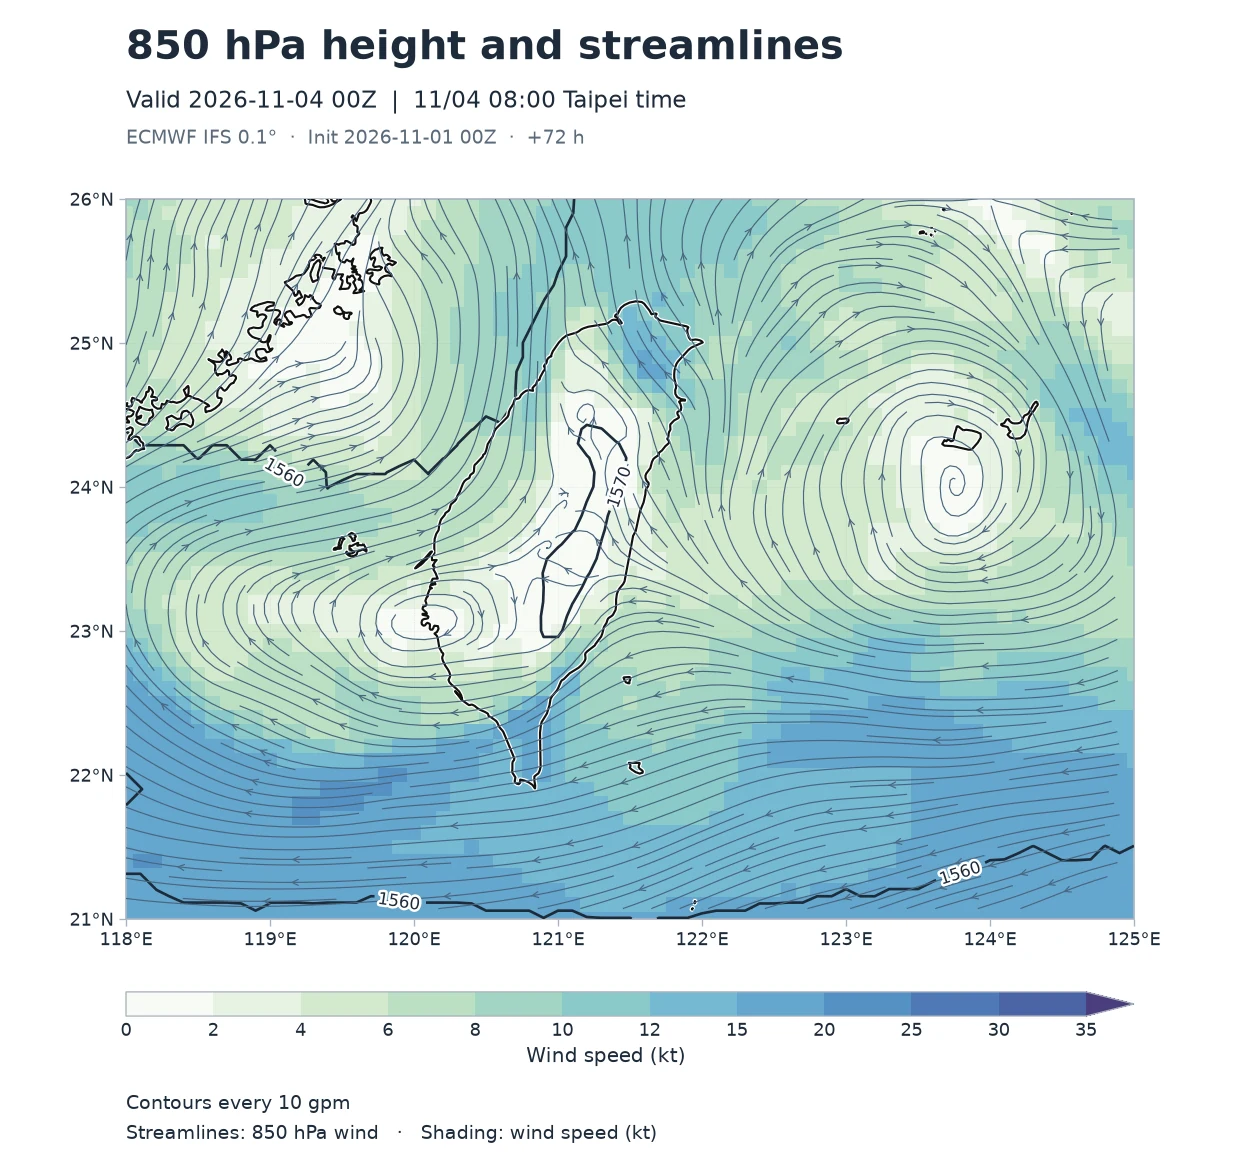 850 hPa height and streamlines
Valid 2026-11-04 00Z | 11/04 08:00 Taipei time
ECMWF IFS 0.1° · Init 2026-11-01 00Z · +72 h
26°N
25°N
24°N
23°N
22°N
21°N
1560
1570
1560
1560
118°E 119°E 120°E 121°E 122°E 123°E 124°E 125°E
0 2 4 6 8 10 12 15 20 25 30 35
Wind speed (kt)
Contours every 10 gpm
Streamlines: 850 hPa wind · Shading: wind speed (kt)